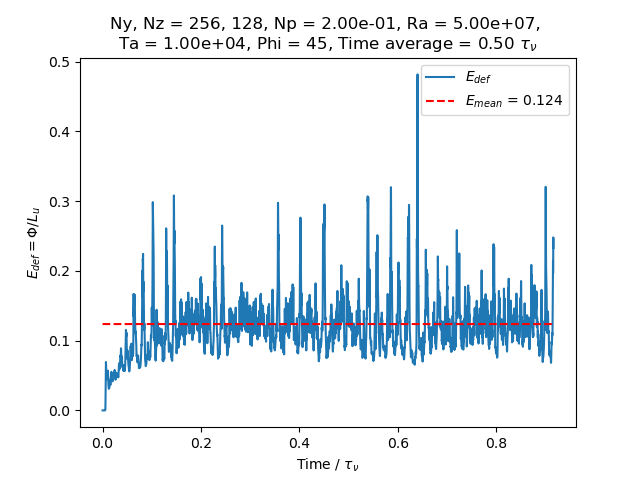 Ny, Nz = 256, 128, Np = 2.00e-01, Ra = 5.00e+07,
Ta = 1.00e+04, Phi = 45, Time average = 0.50 τν
E_def
E_mean = 0.124
E_def = Φ/L_u
0.5
0.4
0.3
0.2
0.1
0.0
0.0 0.2 0.4 0.6 0.8
Time / τν